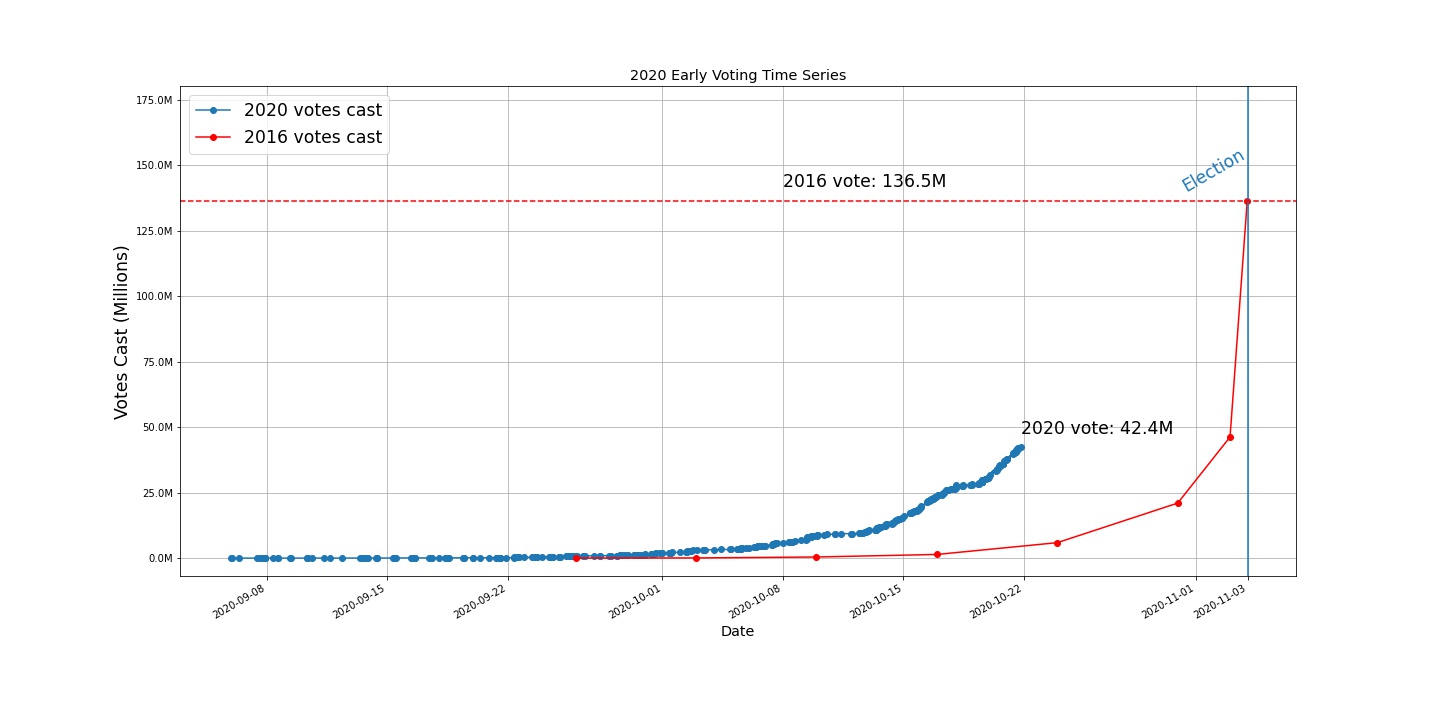 2020 Early Voting Time Series
175.0M
2020 votes cast
2016 votes cast
150.0M
Election
2016 vote: 136.5M
125.0M
100.0M
Votes Cast (Millions)
75.0M
50.0M
2020 vote: 42.4M
25.0M
0.0M
2020-09-08
2020-09-15
2020-09-22
2020-10-01
2020-10-08
2020-10-15
2020-10-22
2020-11-01
2020-11-03
Date